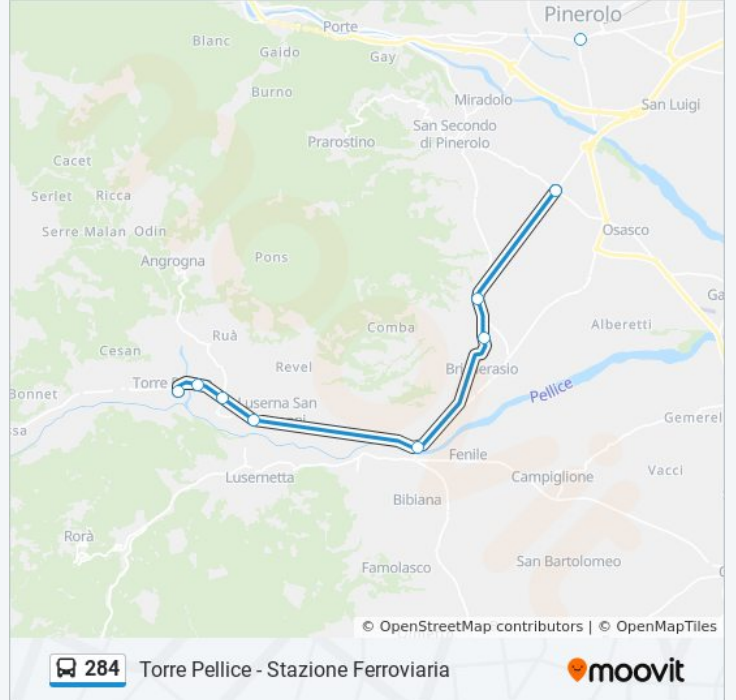 Pinerolo
Porte
Blanc
Gaido
Gay
Burno
Miradolo
San Luigi
San Secondo
di Pinerolo
Prarostino
Cacet
Serlet
Ricca
Serre Malan
Odin
Osasco
Angrogna
Pons
Ga
Comba
Alberetti
Ruà
Cesan
Revel
Torre
Bonnet
Pellice
Luserna San
Gemerel
ssa
Fenile
Lusernetta
Campiglione
Vacci
Bibiana
Rorà
San Bartolomeo
Famolasco
© OpenStreetMap contributors | © OpenMapTiles
284 Torre Pellice - Stazione Ferroviaria
moovit